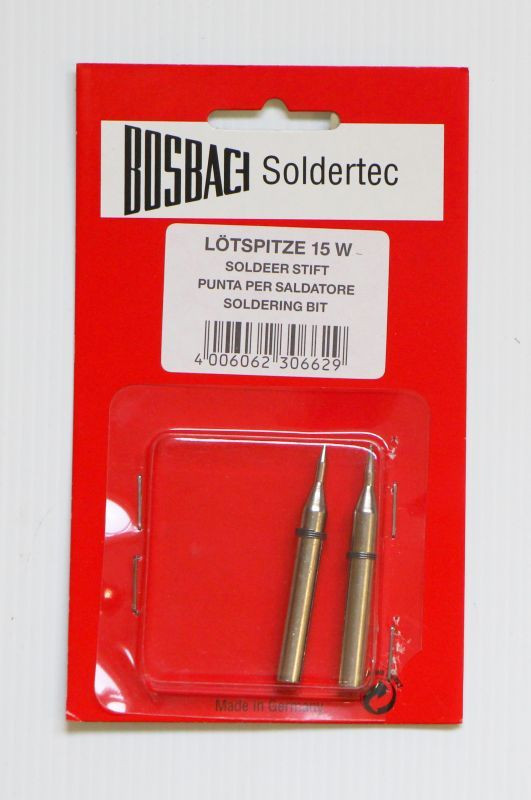 BOSBACH Soldertec
LÖTSPITZE 15 W
SOLDEER STIFT
PUNTA PER SALDATORE
SOLDERING BIT
4 006062 306629
Made in Germany